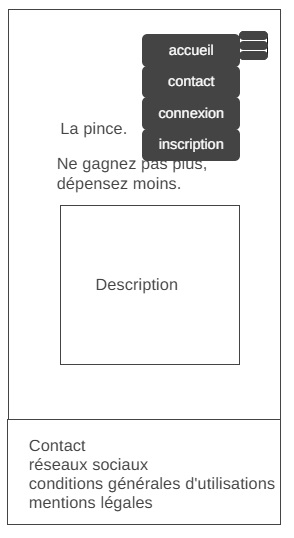 accueil
contact
connexion
inscription
La pince.
Ne gagnez pas plus,
dépensez moins.
Description
Contact
réseaux sociaux
conditions générales d'utilisations
mentions légales